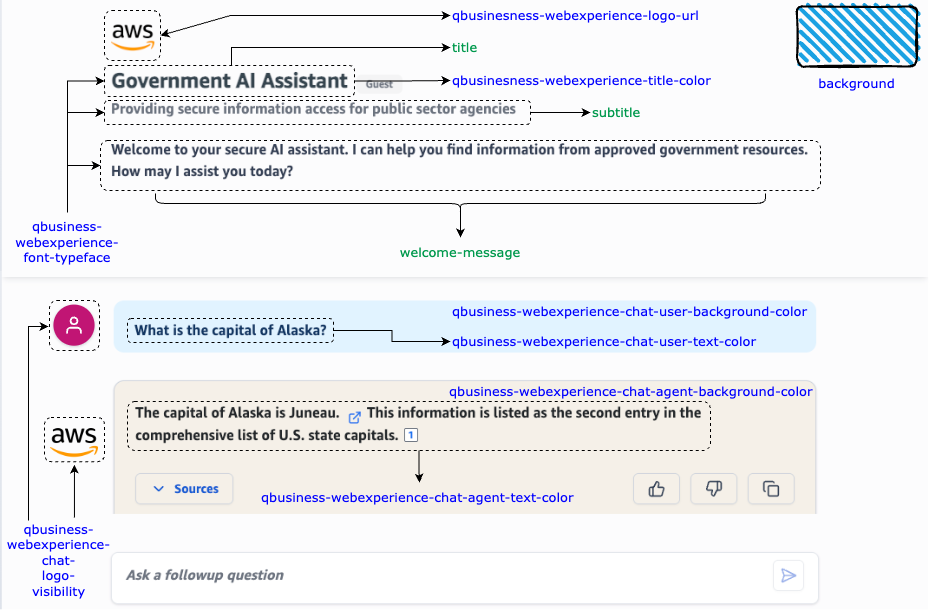 aws
qbusinesness-webexperience-logo-url
title
background
Government AI Assistant
Guest
qbusinesness-webexperience-title-color
Providing secure information access for public sector agencies
subtitle
Welcome to your secure AI assistant. I can help you find information from approved government resources.
How may I assist you today?
qbusiness-
webexperience-
font-typeface
welcome-message
qbusiness-webexperience-chat-user-background-color
What is the capital of Alaska?
qbusiness-webexperience-chat-user-text-color
qbusiness-webexperience-chat-agent-background-color
The capital of Alaska is Juneau. This information is listed as the second entry in the
comprehensive list of U.S. state capitals. 1
aws
Sources
qbusiness-webexperience-chat-agent-text-color
qbusiness-
webexperience-
chat-
logo-
visibility
Ask a followup question